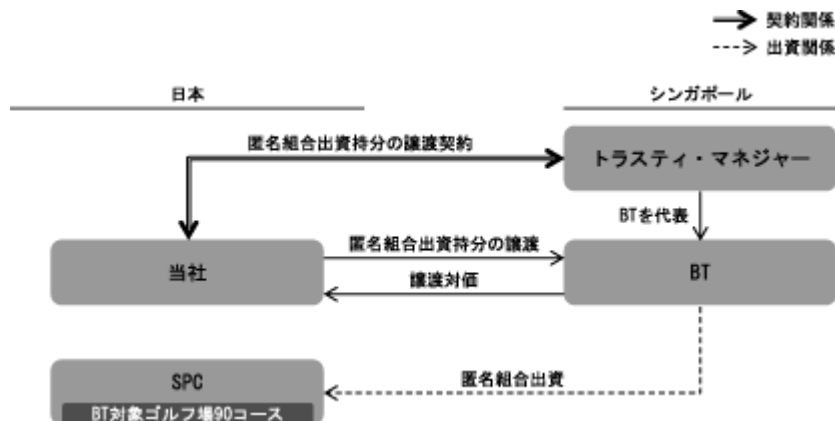 契約関係
出資関係
日本
シンガポール
匿名組合出資持分の譲渡契約
トラスティ・マネジャー
BTを代表
当社
匿名組合出資持分の譲渡
譲渡対価
BT
SPC
匿名組合出資
BT対象ゴルフ場90コース